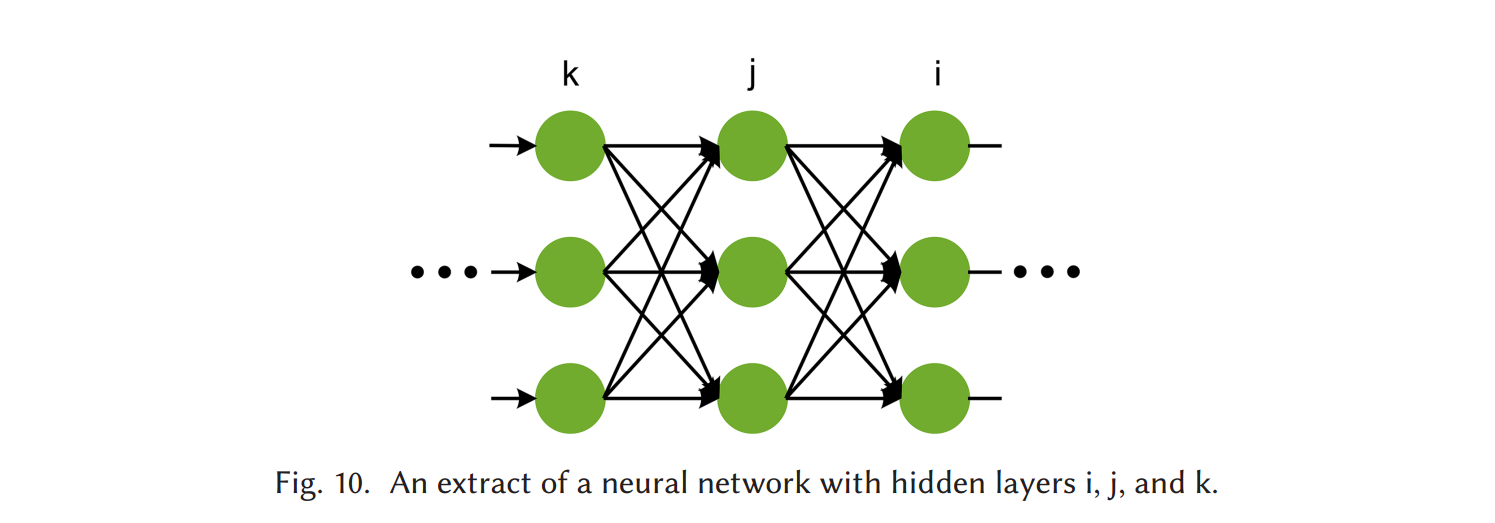 k j i
Fig. 10. An extract of a neural network with hidden layers i, j, and k.